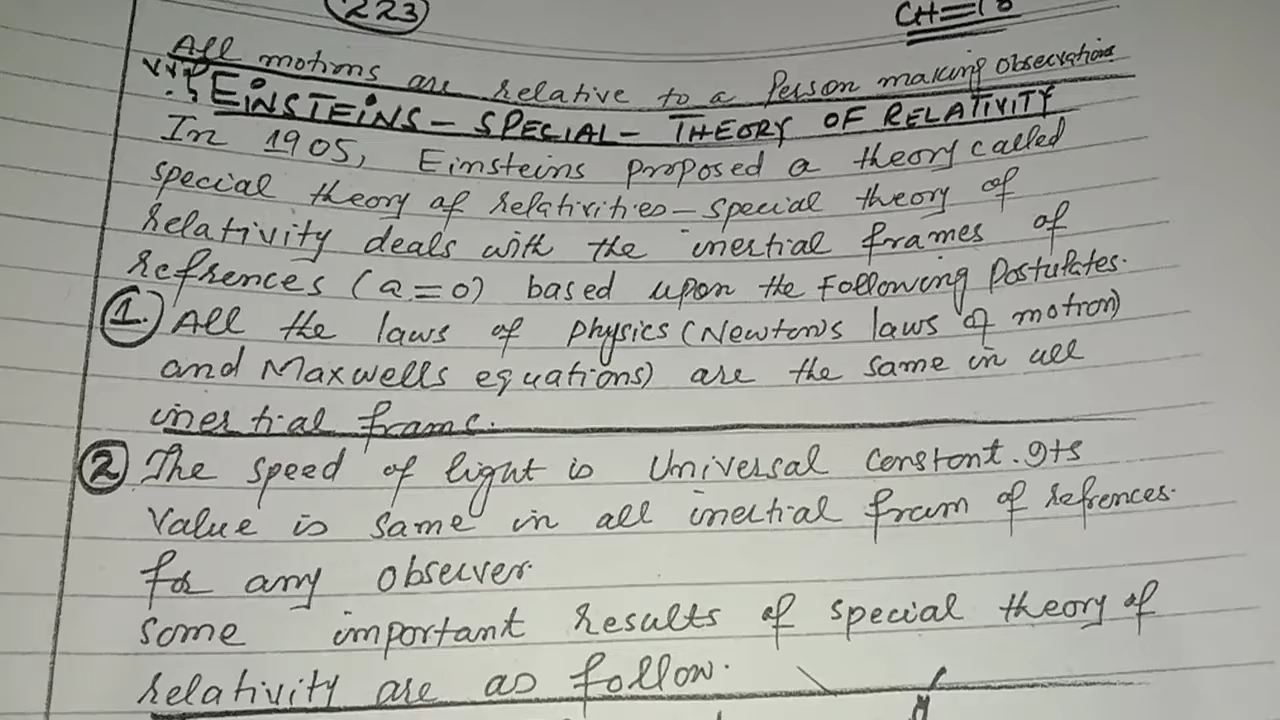 223
CH=18
All motions are relative to a Person making observations
VVP EINSTEINS - SPECIAL - THEORY OF RELATIVITY
In 1905, Einsteins proposed a theory called
special theory of relativities - special theory of
relativity deals with the inertial frames of
refrences (a=0) based upon the Following Postulates.
1. All the laws of Physics (Newton's laws of motion)
and Maxwells equations) are the same in all
inertial frame.
2 The speed of light is Universal Constant. Its
Value is same in all inertial fram of refrences.
for any observer.
some important results of special theory of
relativity are as follow.